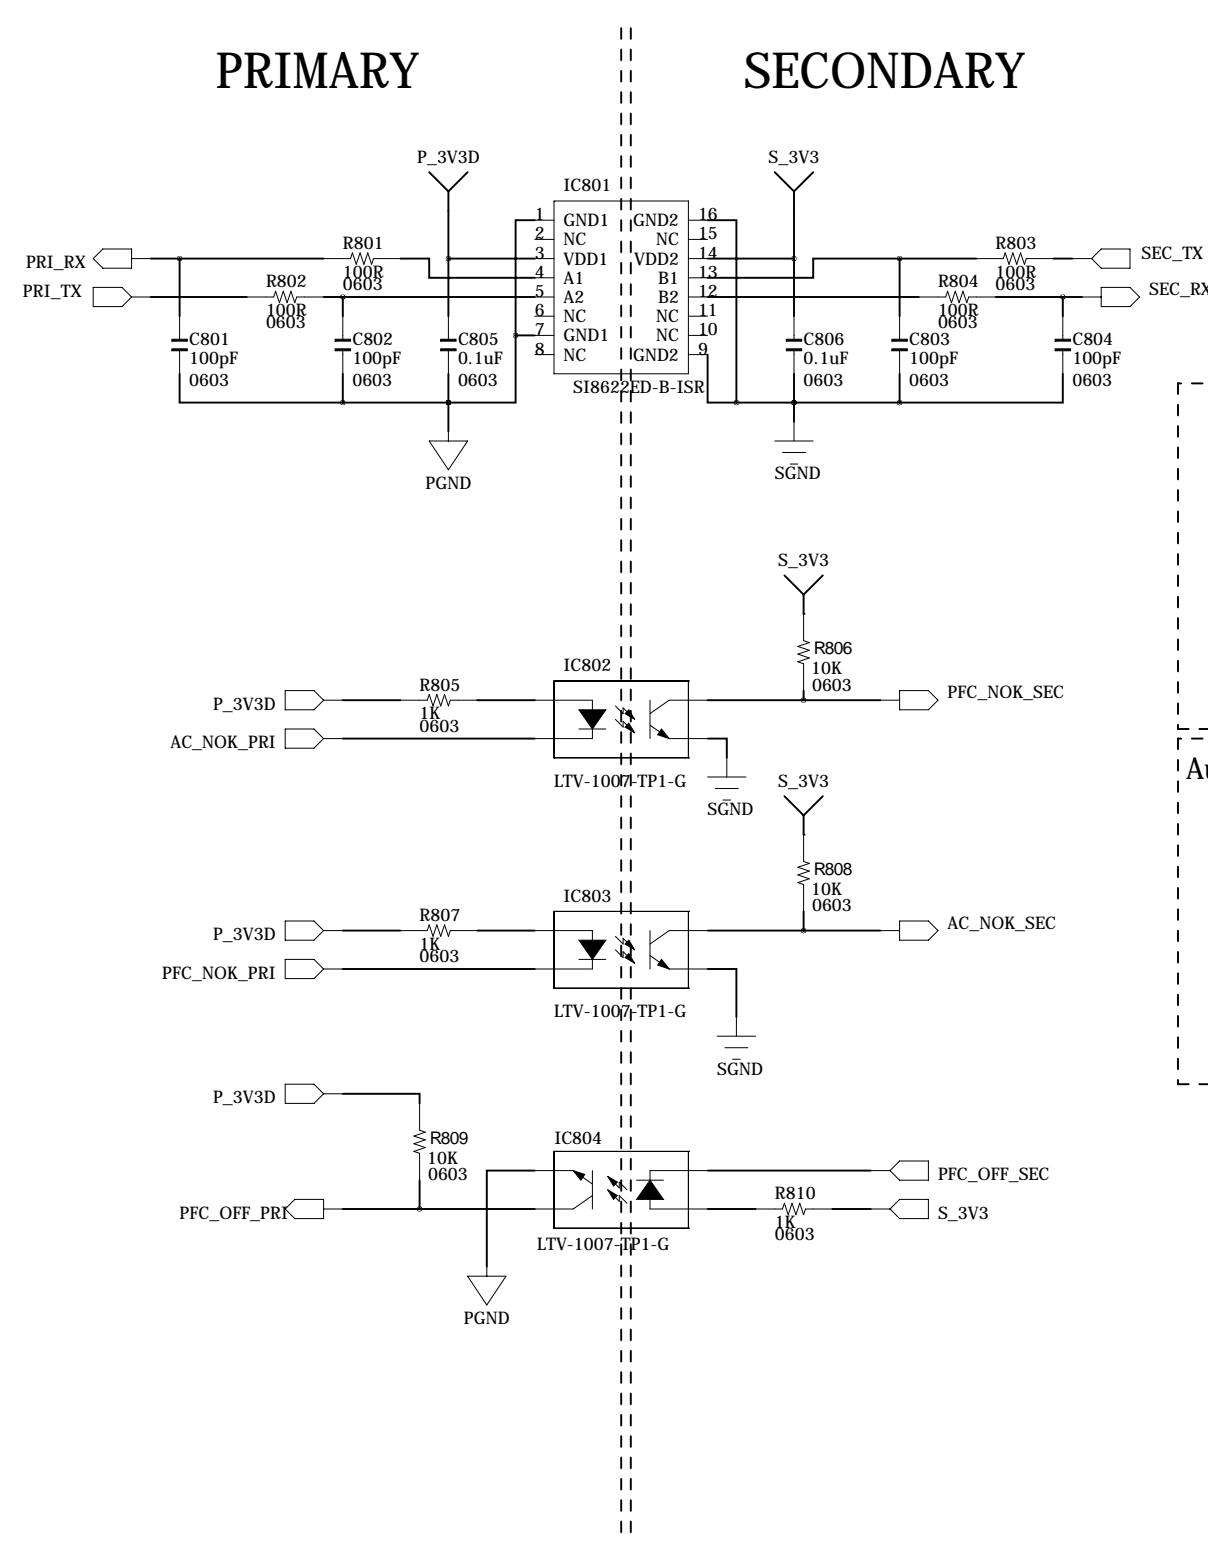 PRIMARY
SECONDARY
P_3V3D
S_3V3
IC801
1 GND1 GND2 16
2 NC NC 15
3 VDD1 VDD2 14
4 A1 B1 13
5 A2 B2 12
6 NC NC 11
7 GND1 NC 10
8 NC GND2 9
SI8622ED-B-ISR
PRI_RX
R801
100R
0603
PRI_TX
R802
100R
0603
R803
100R
0603
SEC_TX
R804
100R
0603
SEC_RX
C801
100pF
0603
C802
100pF
0603
C805
0.1uF
0603
C806
0.1uF
0603
C803
100pF
0603
C804
100pF
0603
PGND
SGND
S_3V3
R806
10K
0603
IC802
P_3V3D
R805
1K
0603
AC_NOK_PRI
PFC_NOK_SEC
LTV-1007-TP1-G
SGND
S_3V3
R808
10K
0603
IC803
P_3V3D
R807
1K
0603
PFC_NOK_PRI
AC_NOK_SEC
LTV-1007-TP1-G
SGND
P_3V3D
R809
10K
0603
IC804
PFC_OFF_PRI
PFC_OFF_SEC
R810
1K
0603
S_3V3
LTV-1007-TP1-G
PGND